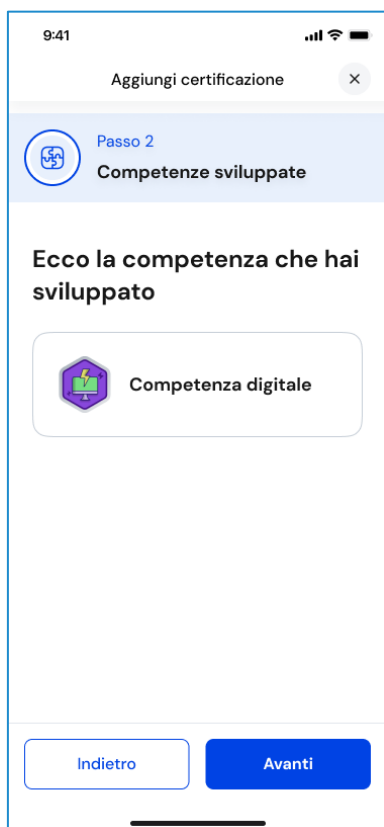 9:41
Aggiungi certificazione
Passo 2
Competenze sviluppate
Ecco la competenza che hai
sviluppato
Competenza digitale
Indietro
Avanti